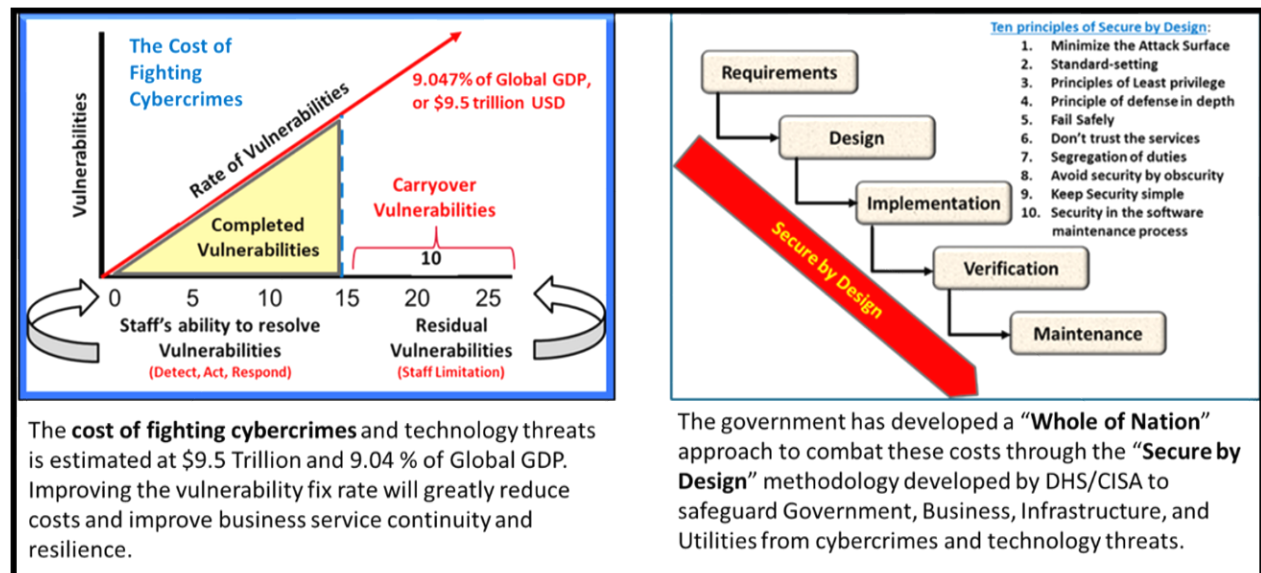 The Cost of
Fighting
Cybercrimes
9.047% of Global GDP,
or $9.5 trillion USD
Vulnerabilities
Rate of Vulnerabilities
Carryover
Vulnerabilities
Completed
Vulnerabilities
10
0 5 10 15 20 25
Staff's ability to resolve
Vulnerabilities
(Detect, Act, Respond)
Residual
Vulnerabilities
(Staff Limitation)
The cost of fighting cybercrimes and technology threats
is estimated at $9.5 Trillion and 9.04 % of Global GDP.
Improving the vulnerability fix rate will greatly reduce
costs and improve business service continuity and
resilience.
Ten principles of Secure by Design:
1. Minimize the Attack Surface
2. Standard-setting
3. Principles of Least privilege
4. Principle of defense in depth
5. Fail Safely
6. Don't trust the services
7. Segregation of duties
8. Avoid security by obscurity
9. Keep Security simple
10. Security in the software
maintenance process
Requirements
Design
Implementation
Verification
Maintenance
Secure by Design
The government has developed a “Whole of Nation”
approach to combat these costs through the “Secure by
Design” methodology developed by DHS/CISA to
safeguard Government, Business, Infrastructure, and
Utilities from cybercrimes and technology threats.